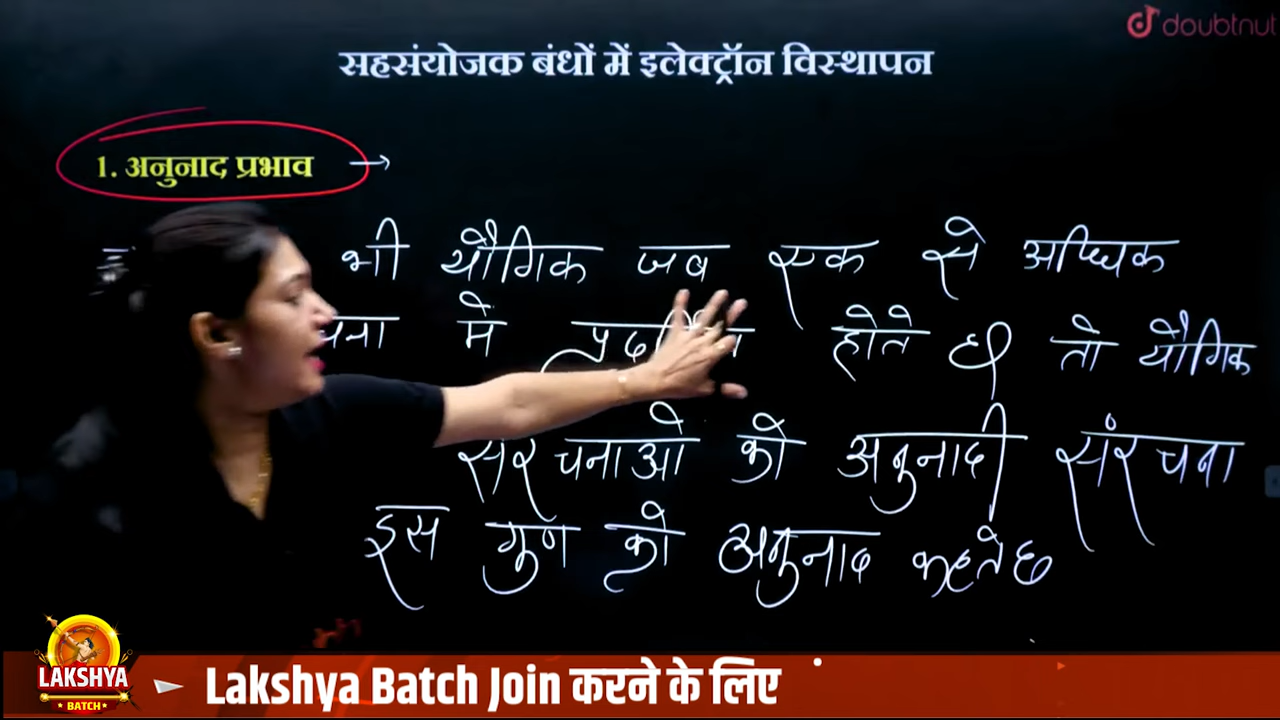 doubtnut
सहसंयोजक बंधों में इलेक्ट्रॉन विस्थापन
1. अनुनाद प्रभाव →
भी यौगिक जब एक से अधिक
में होते है तो यौगिक
संरचनाओ को अनुनादी संरचना
इस गुण को अनुनाद कहते है
LAKSHYA
BATCH
Lakshya Batch Join करने के लिए